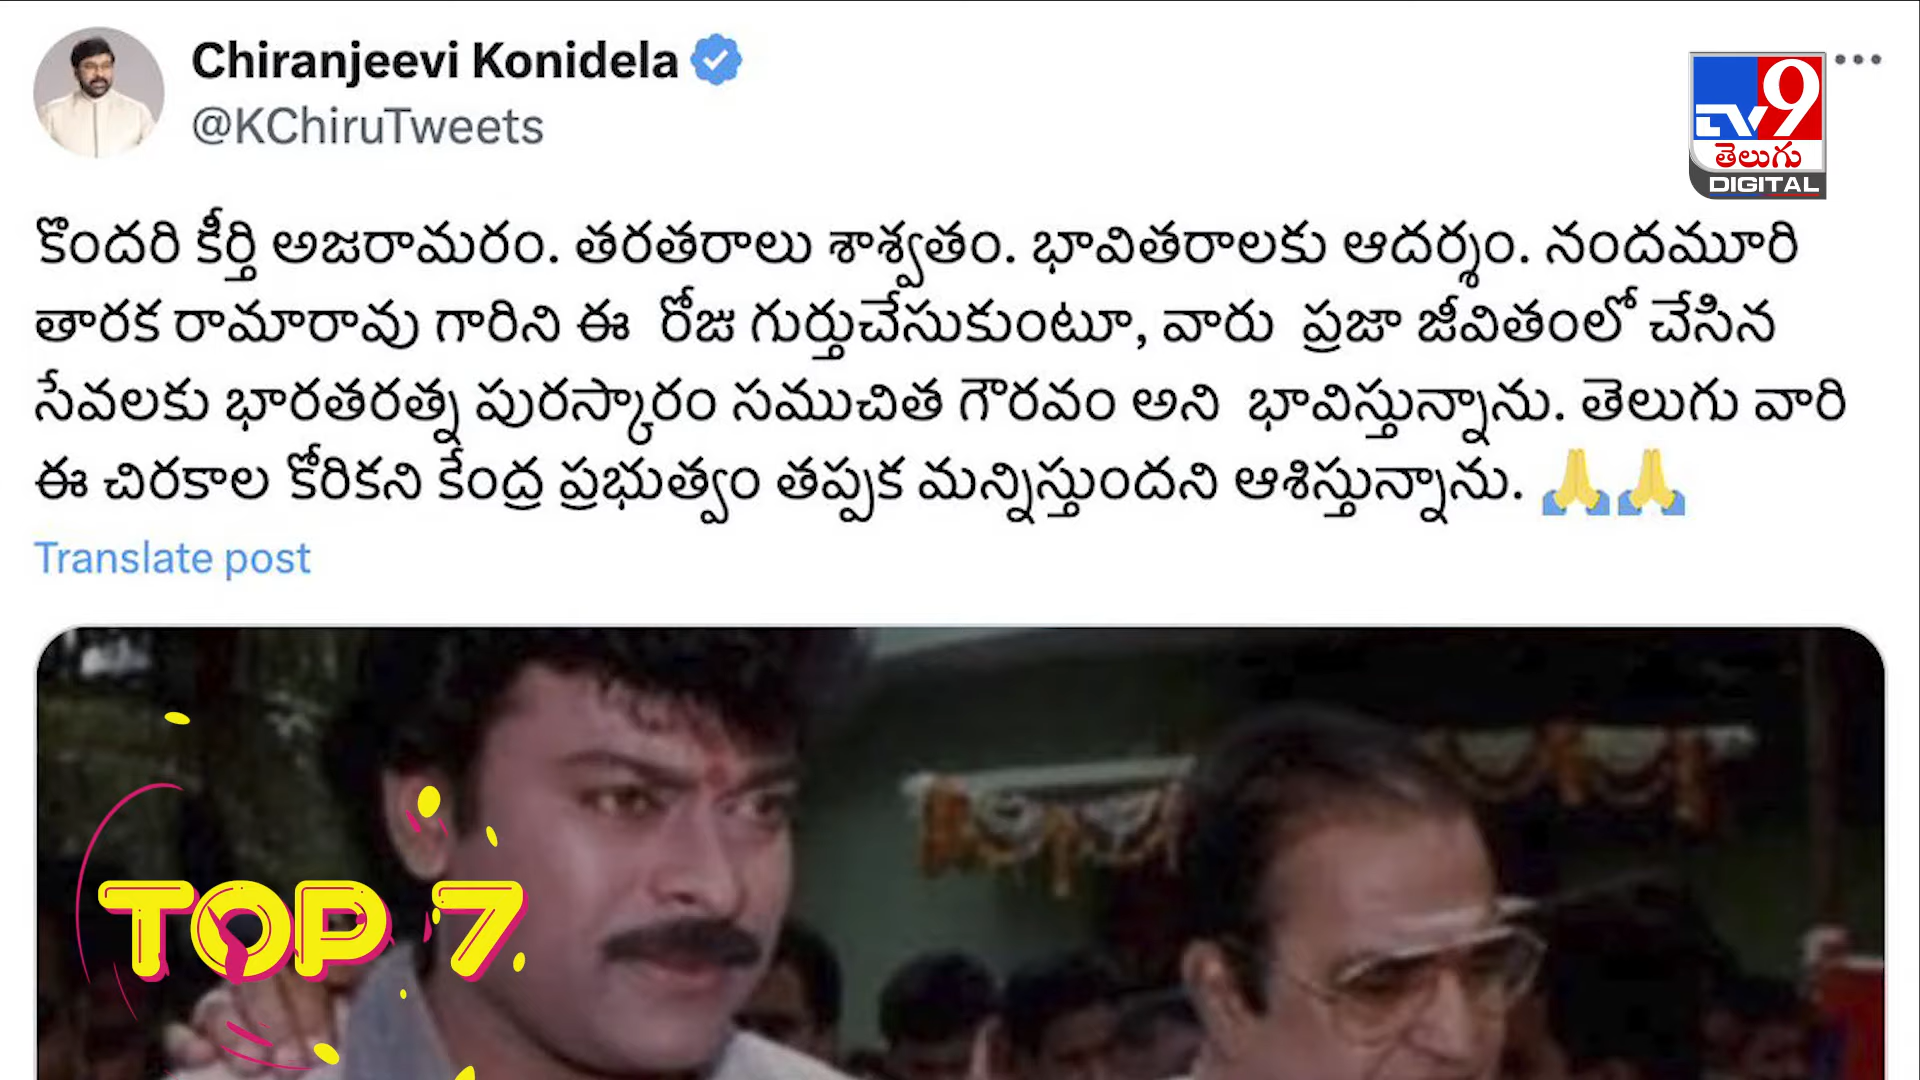 Chiranjeevi Konidela
@KChiruTweets
TV9
తెలుగు
DIGITAL
కొందరి కీర్తి అజరామరం. తరతరాలు శాశ్వతం. భావితరాలకు ఆదర్శం. నందమూరి
తారక రామారావు గారిని ఈ  రోజు గుర్తుచేసుకుంటూ, వారు  ప్రజా జీవితంలో చేసిన
సేవలకు భారతరత్న పురస్కారం సముచిత గౌరవం అని  భావిస్తున్నాను. తెలుగు వారి
ఈ చిరకాల కోరికని కేంద్ర ప్రభుత్వం తప్పక మన్నిస్తుందని ఆశిస్తున్నాను. 🙏🙏
Translate post
TOP 7